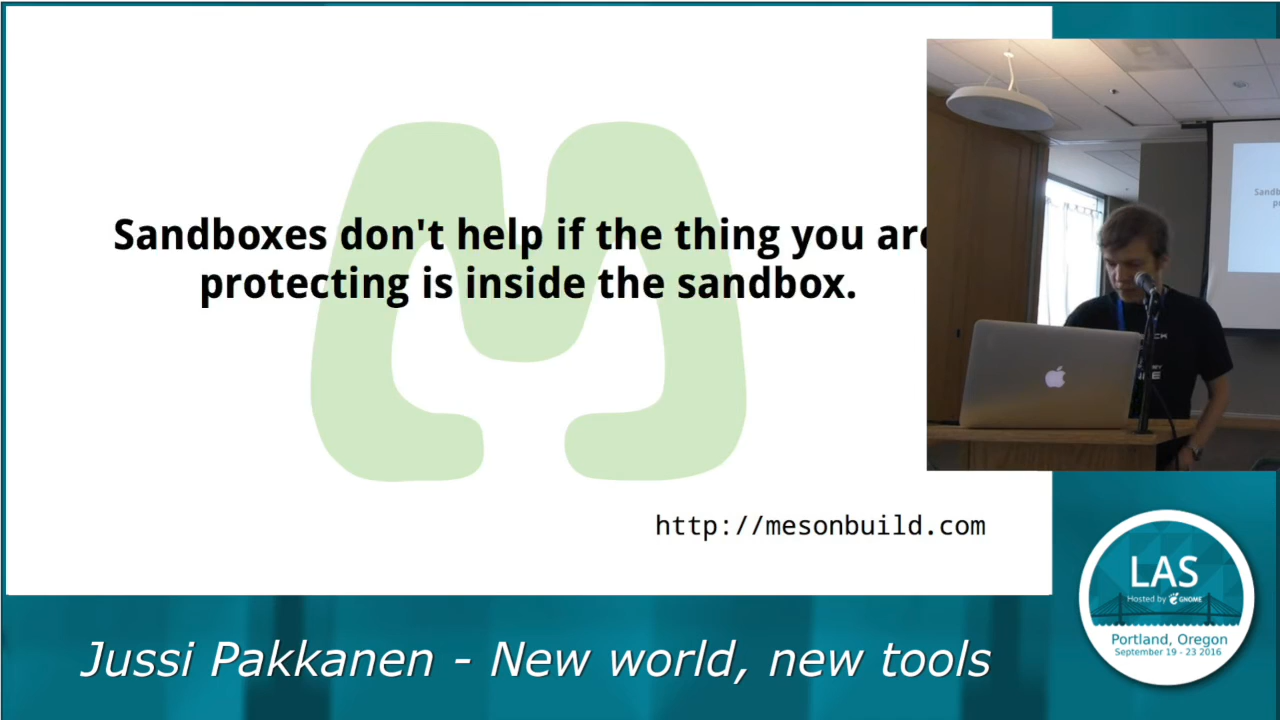 Sandboxes don't help if the thing you are
protecting is inside the sandbox.
http://mesonbuild.com
LAS
Hosted by GNOME
Portland, Oregon
September 19 - 23 2016
Jussi Pakkanen - New world, new tools